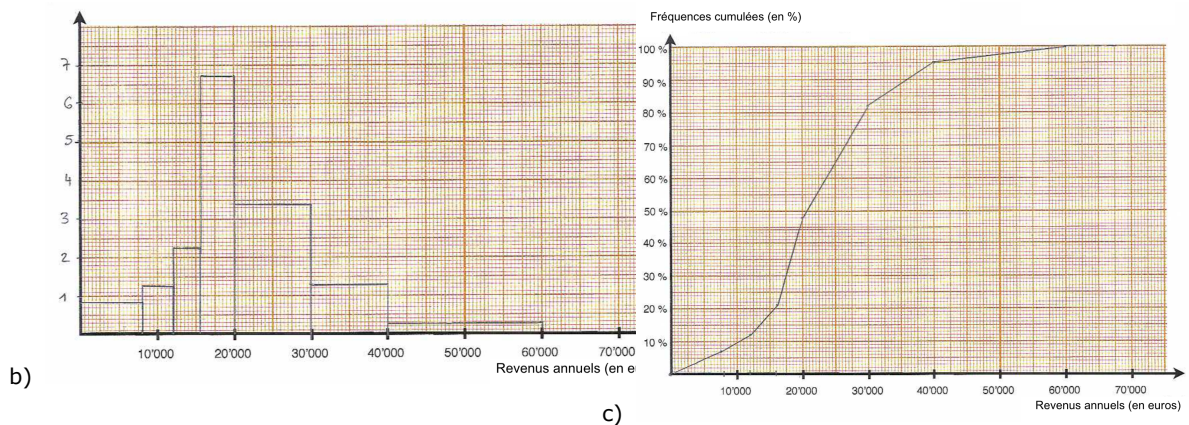 7
6
5
4
3
2
1
10'000 20'000 30'000 40'000 50'000 60'000 70'000
Revenus annuels (en eu
b)
Fréquences cumulées (en %)
100 %
90 %
80 %
70 %
60 %
50 %
40 %
30 %
20 %
10 %
10'000 20'000 30'000 40'000 50'000 60'000 70'000
Revenus annuels (en euros)
c)